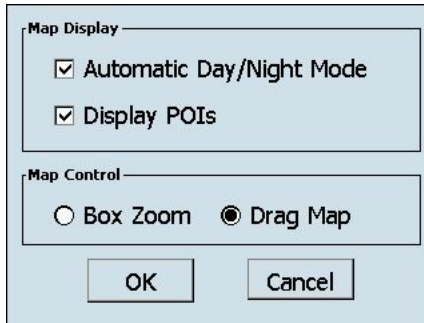 Map Display
Automatic Day/Night Mode
Display POIs
Map Control
Box Zoom Drag Map
OK Cancel